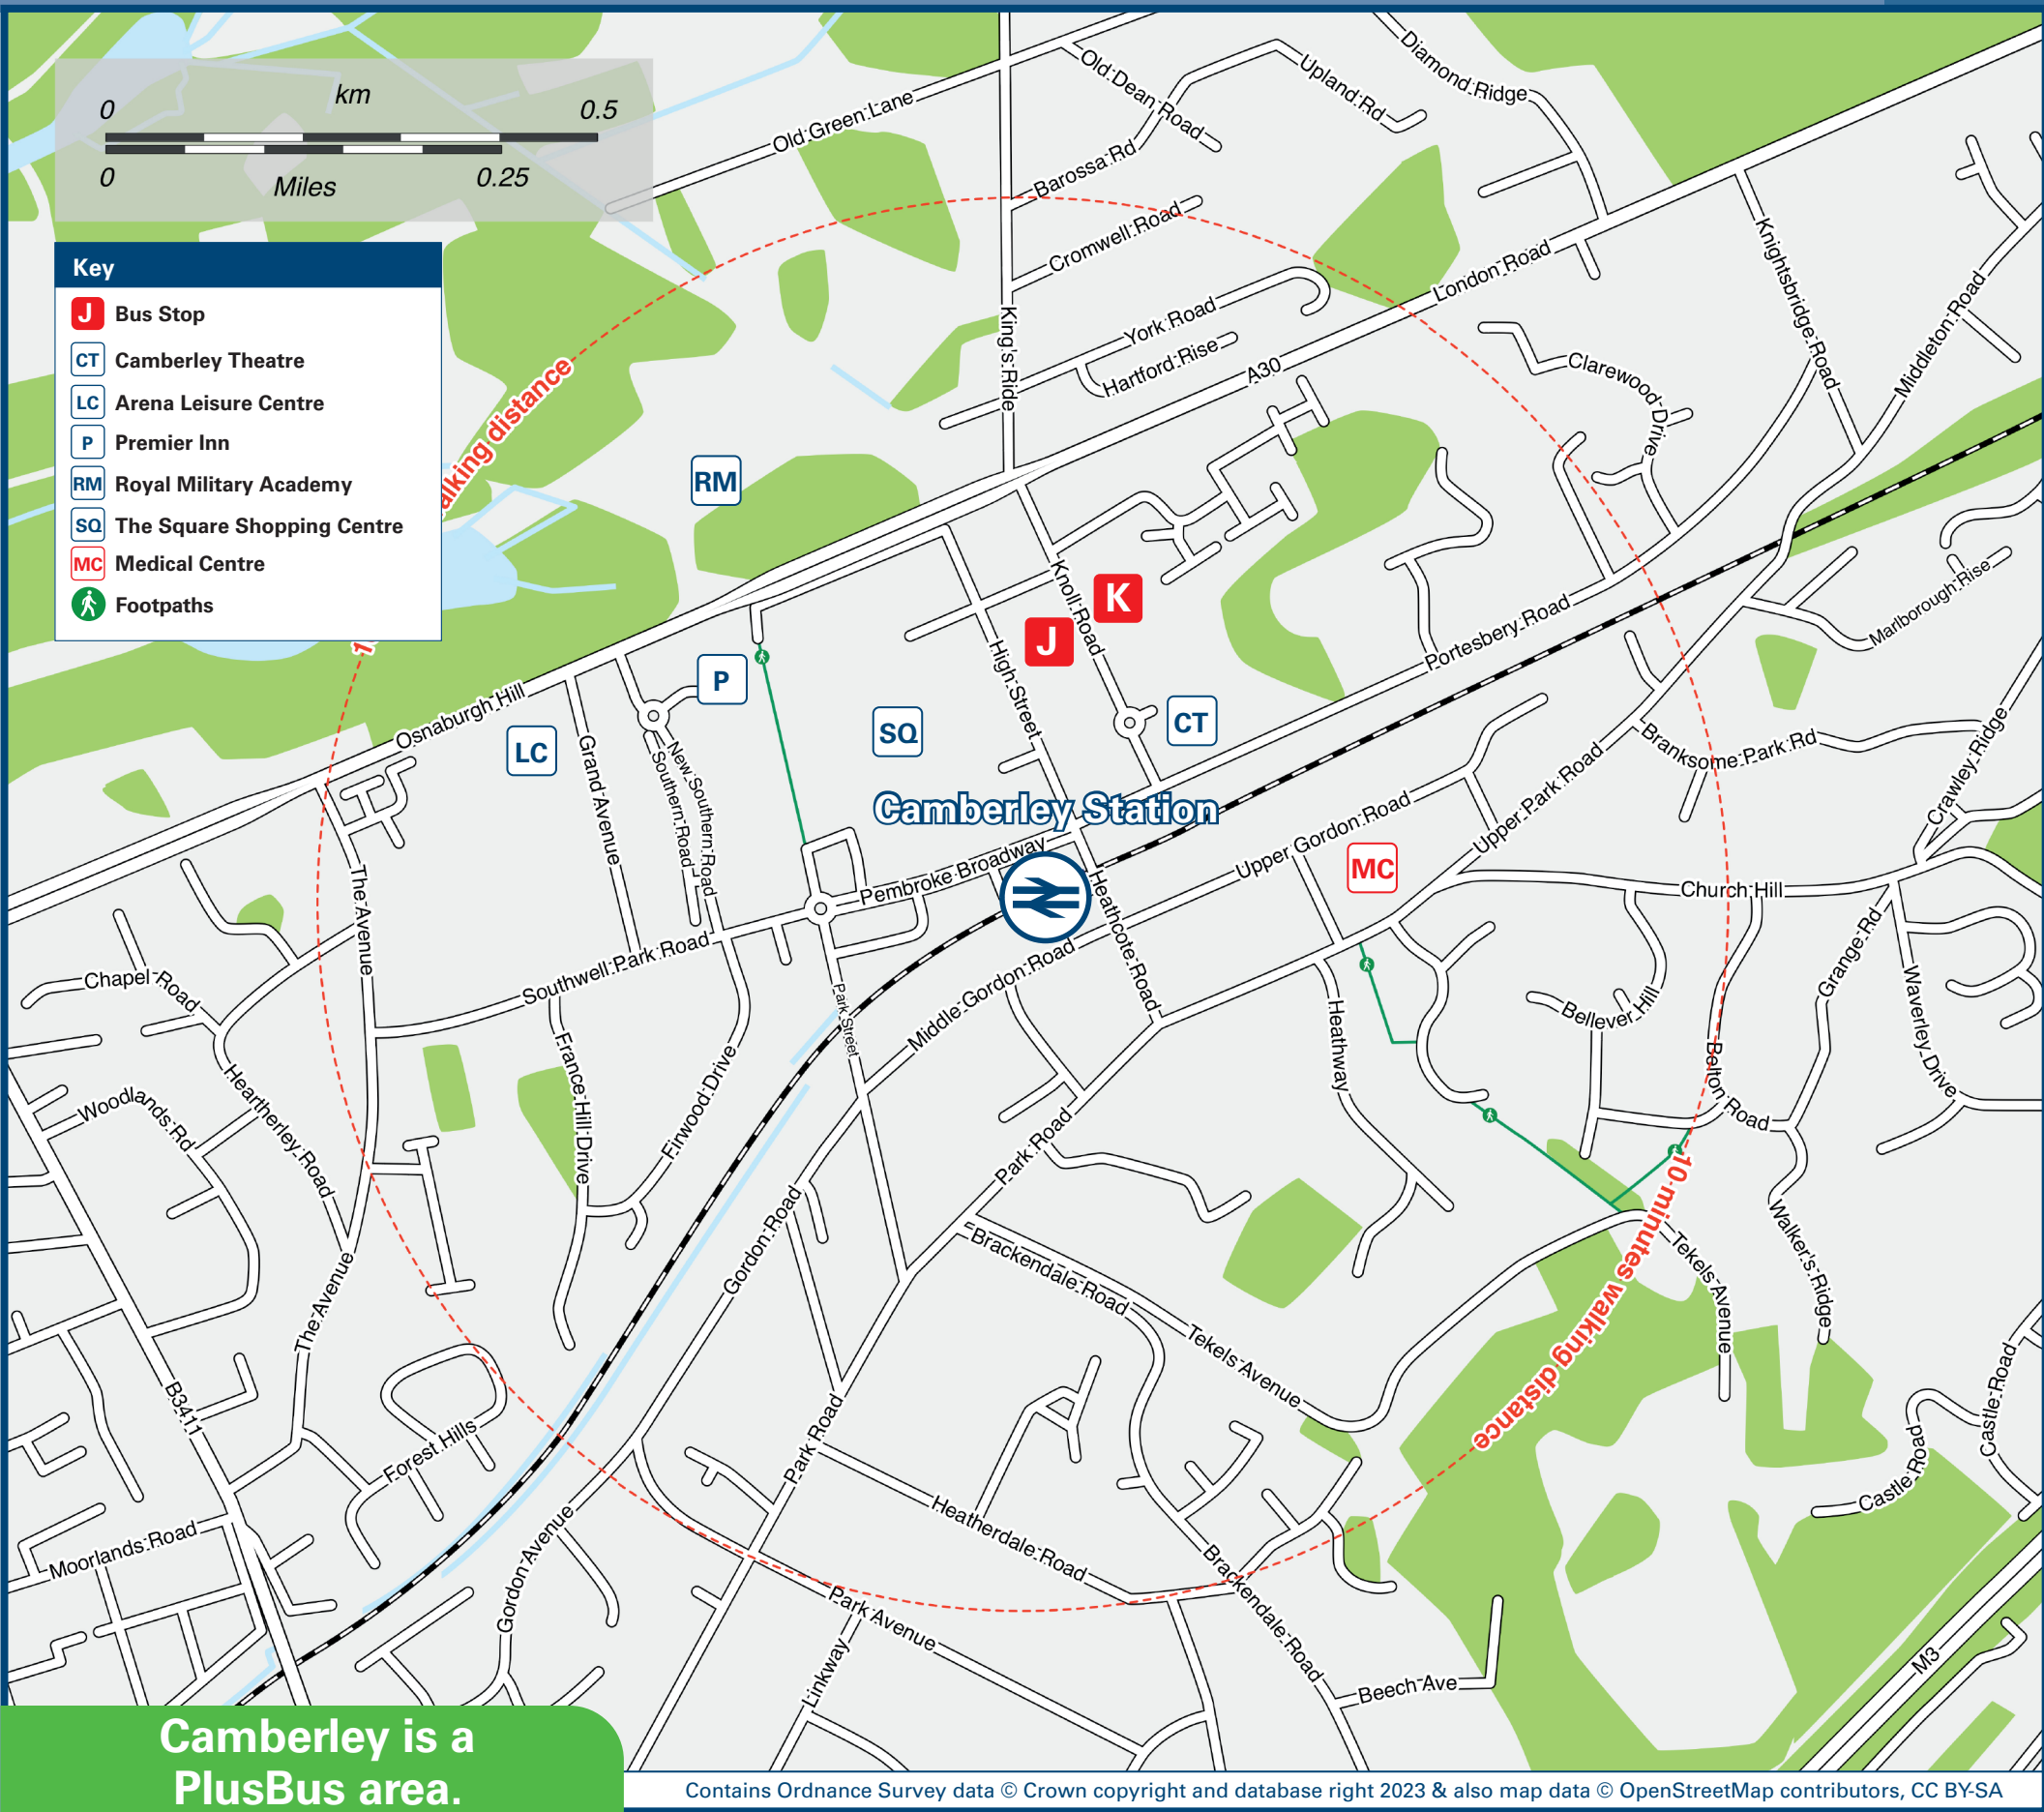 km
0
0.5
0
Miles
0.25
Key
J
Bus Stop
CT
Camberley Theatre
LC
Arena Leisure Centre
P
Premier Inn
RM
Royal Military Academy
SQ
The Square Shopping Centre
MC
Medical Centre
Footpaths
Old Green Lane
Old Dean Road
Upland Rd
Diamond Ridge
Barossa Rd
Cromwell Road
King's Ride
York Road
Hartford Rise
A30
London Road
Knightsbridge Road
Middleton Road
Clarewood Drive
alking distance
1
RM
K
J
Knoll Road
High Street
Portesbery Road
Marlborough Rise
P
SQ
CT
LC
Osnaburgh Hill
Grand Avenue
Southern Road
New Southern Road
Camberley Station
Upper Park Road
Branksome Park Rd
Crawley Ridge
Upper Gordon Road
MC
Church Hill
Pembroke Broadway
Heathcote Road
The Avenue
Southwell Park Road
Chapel Road
Middle Gordon Road
Park Street
Grange Rd
Waverley Drive
Bellever Hill
Belton Road
Heathway
France Hill Drive
Firwood Drive
Woodlands Rd
Heartherley Road
Park Road
Gordon Road
Brackendale Road
Tekels Avenue
10 minutes walking distance
Tekels Avenue
Walker's Ridge
The Avenue
B3411
Forest Hills
Park Road
Castle Road
Castle Road
Heatherdale Road
Moorlands Road
Gordon Avenue
Park Avenue
Brackendale Road
Linkway
Beech Ave
M3
Camberley is a
PlusBus area.
Contains Ordnance Survey data © Crown copyright and database right 2023 & also map data © OpenStreetMap contributors, CC BY-SA